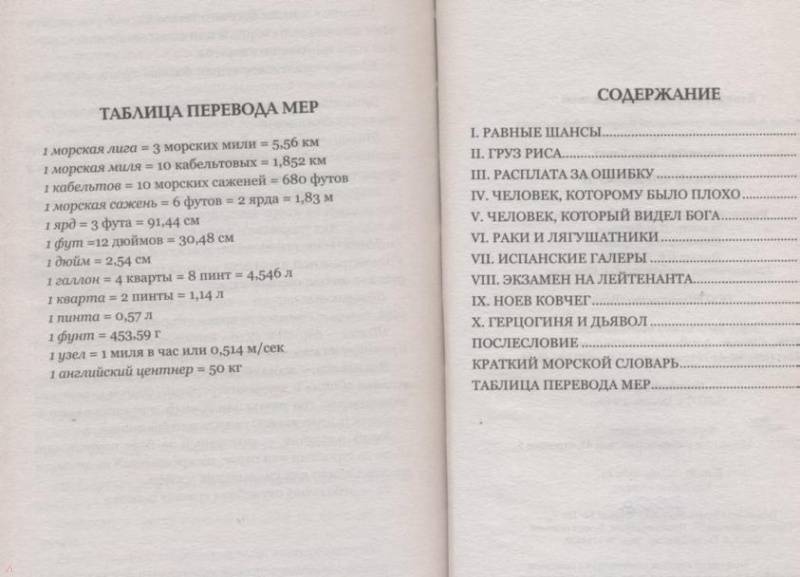 ТАБЛИЦА ПЕРЕВОДА МЕР
1 морская лига = 3 морских мили = 5,56 км
1 морская миля = 10 кабельтовых = 1,852 км
1 кабельтов = 10 морских саженей = 680 футов
1 морская сажень = 6 футов = 2 ярда = 1,83 м
1 ярд = 3 фута = 91,44 см
1 фут =12 дюймов = 30,48 см
1 дюйм = 2,54 см
1 галлон = 4 кварты = 8 пинт = 4,546 л
1 кварта = 2 пинты = 1,14 л
1 пинта = 0,57 л
1 фунт = 453,59 г
1 узел = 1 миля в час или 0,514 м/сек
1 английский центнер = 50 кг
СОДЕРЖАНИЕ
I. РАВНЫЕ ШАНСЫ
II. ГРУЗ РИСА
III. РАСПЛАТА ЗА ОШИБКУ
IV. ЧЕЛОВЕК, КОТОРОМУ БЫЛО ПЛОХО
V. ЧЕЛОВЕК, КОТОРЫЙ ВИДЕЛ БОГА
VI. РАКИ И ЛЯГУШАТНИКИ
VII. ИСПАНСКИЕ ГАЛЕРЫ
VIII. ЭКЗАМЕН НА ЛЕЙТЕНАНТА
IX. НОЕВ КОВЧЕГ
X. ГЕРЦОГИНЯ И ДЬЯВОЛ
ПОСЛЕСЛОВИЕ
КРАТКИЙ МОРСКОЙ СЛОВАРЬ
ТАБЛИЦА ПЕРЕВОДА МЕР